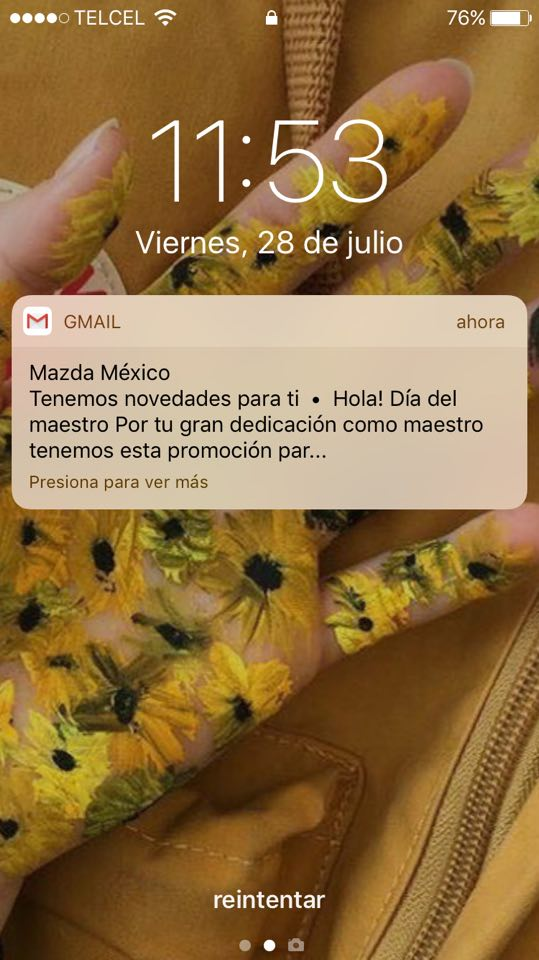 TELCEL 76%
11:53
Viernes, 28 de julio
GMAIL ahora
Mazda México
Tenemos novedades para ti • Hola! Día del
maestro Por tu gran dedicación como maestro
tenemos esta promoción par...
Presiona para ver más
reintentar